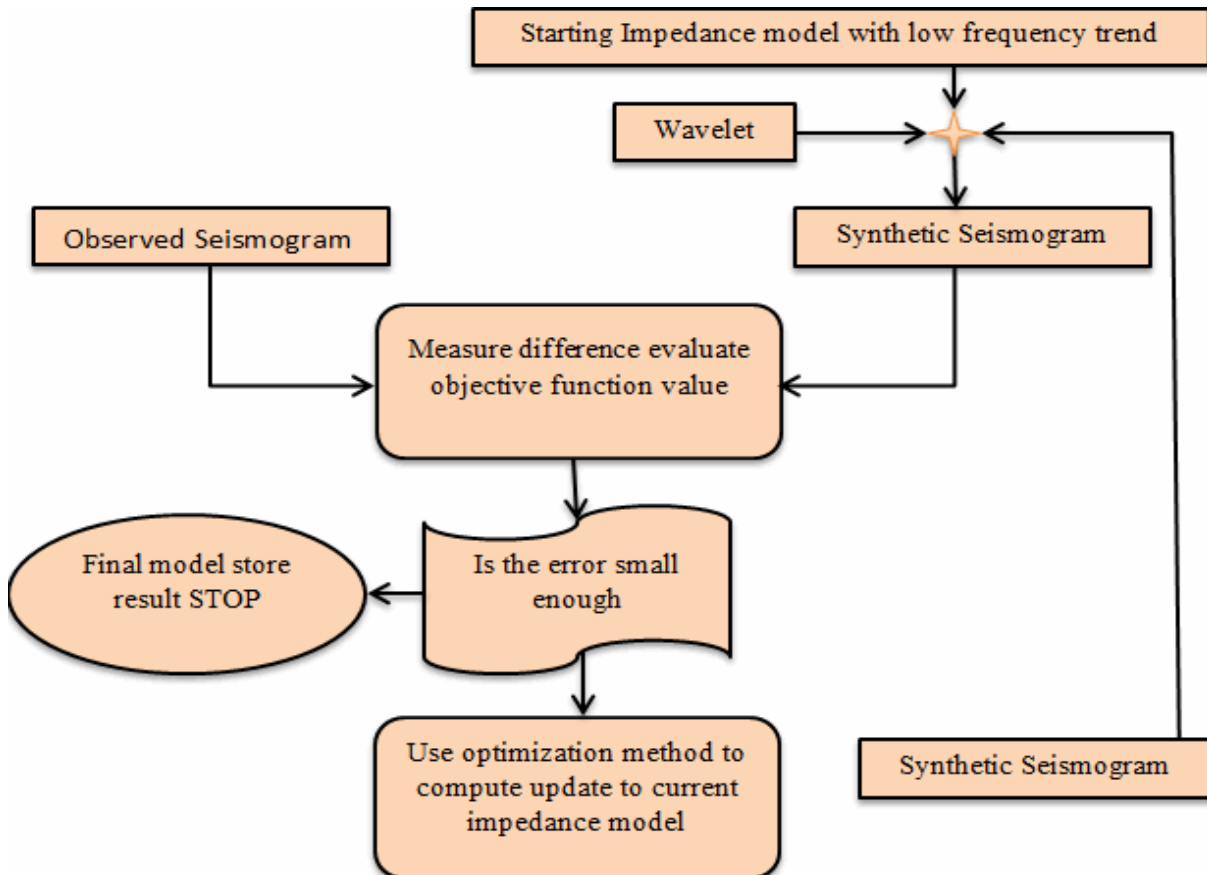 Starting Impedance model with low frequency trend
Wavelet
Observed Seismogram
Synthetic Seismogram
Measure difference evaluate
objective function value
Final model store
result STOP
Is the error small
enough
Use optimization method to
compute update to current
impedance model
Synthetic Seismogram